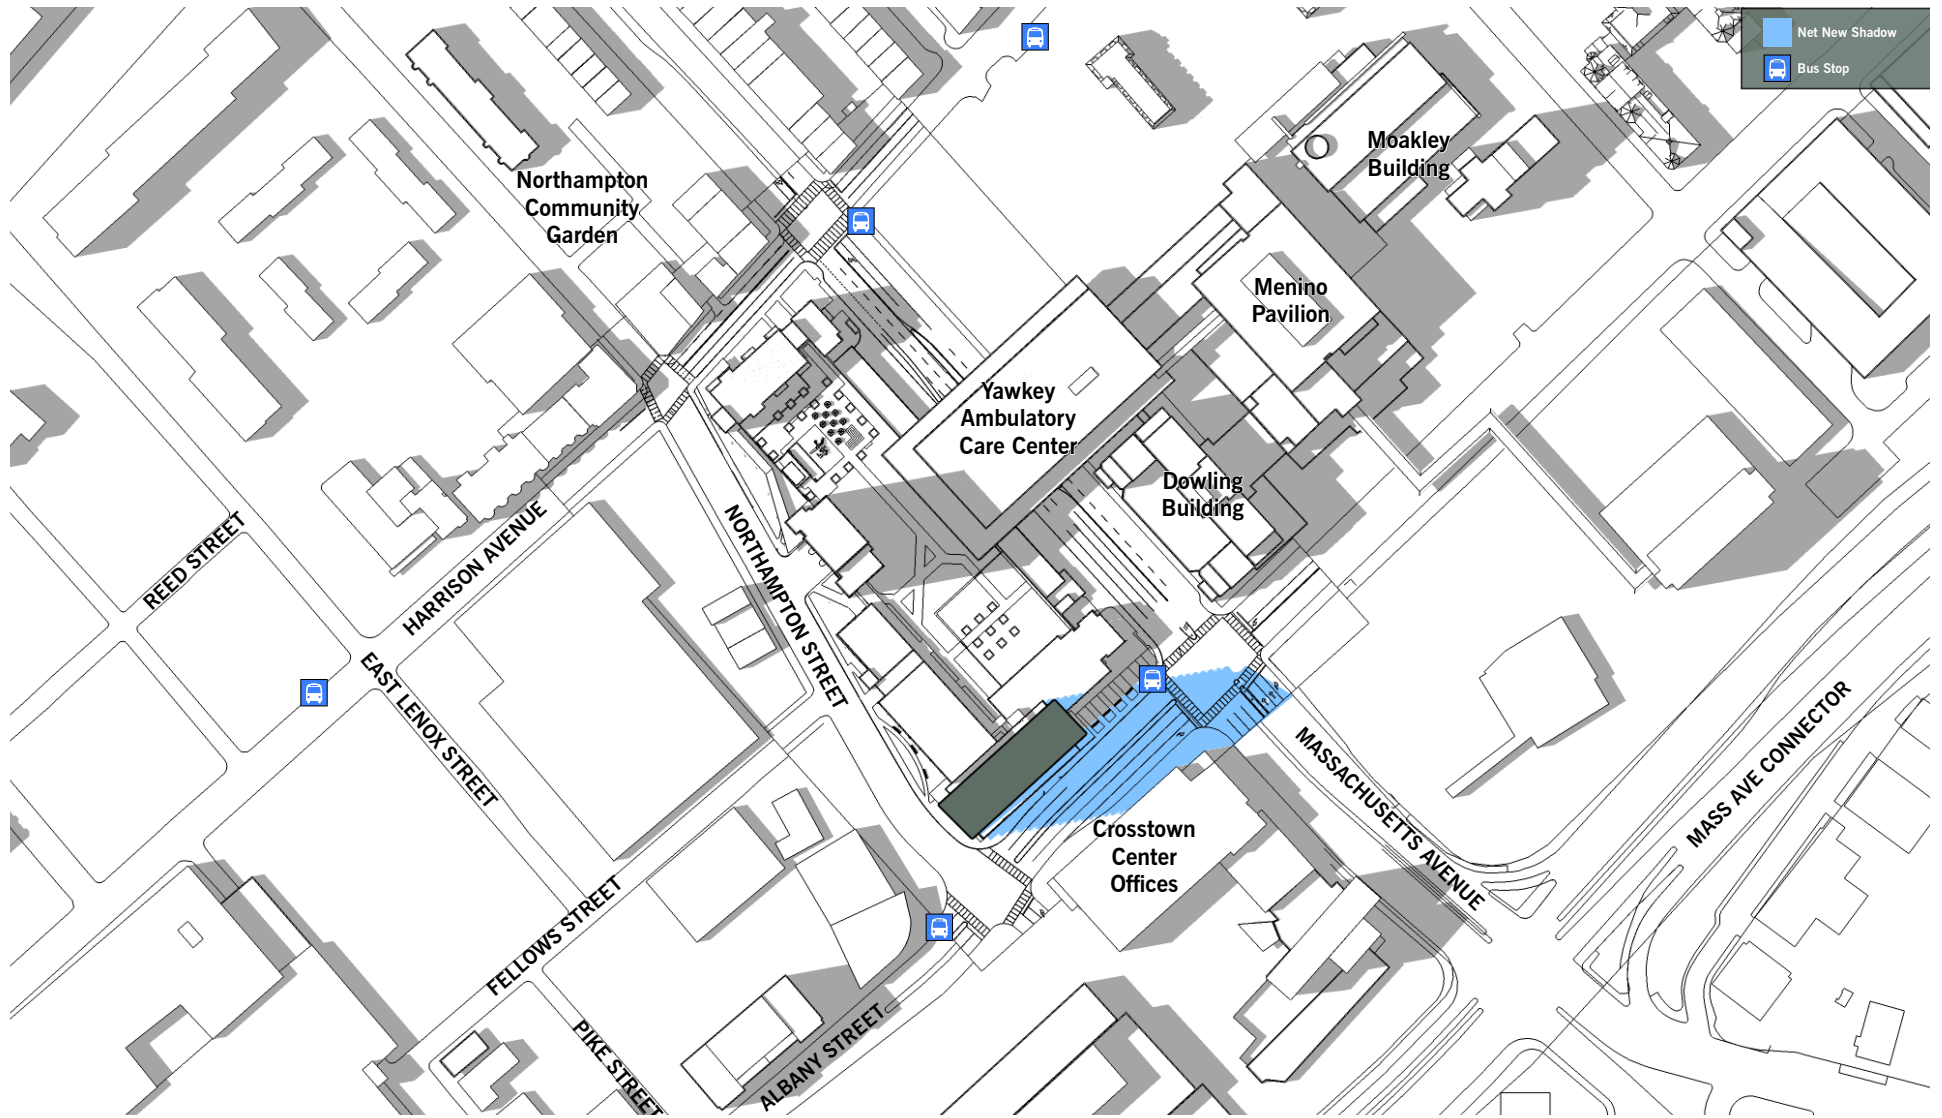 Net New Shadow
Bus Stop
Moakley
Building
Northampton
Community
Garden
Menino
Pavilion
Yawkey
Ambulatory
Care Center
Dowling
Building
REED STREET
HARRISON AVENUE
NORTHAMPTON STREET
EAST LENOX STREET
MASSACHUSETTS AVENUE
MASS AVE CONNECTOR
Crosstown
Center
Offices
FELLOWS STREET
PIKE STREET
ALBANY STREET